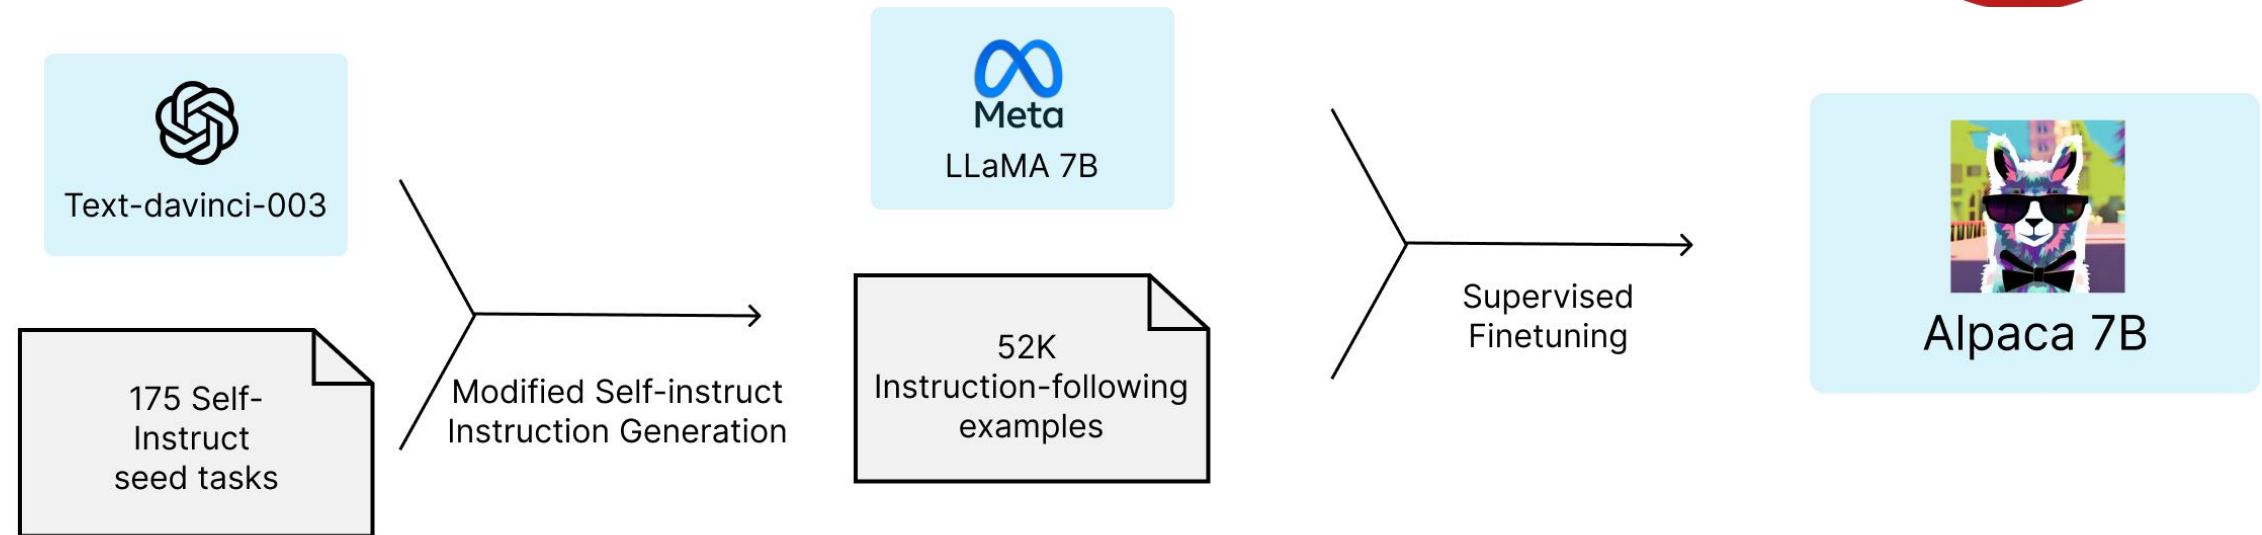 Text-davinci-003
175 Self-
Instruct
seed tasks
Modified Self-instruct
Instruction Generation
Meta
LLaMA 7B
52K
Instruction-following
examples
Supervised
Finetuning
Alpaca 7B